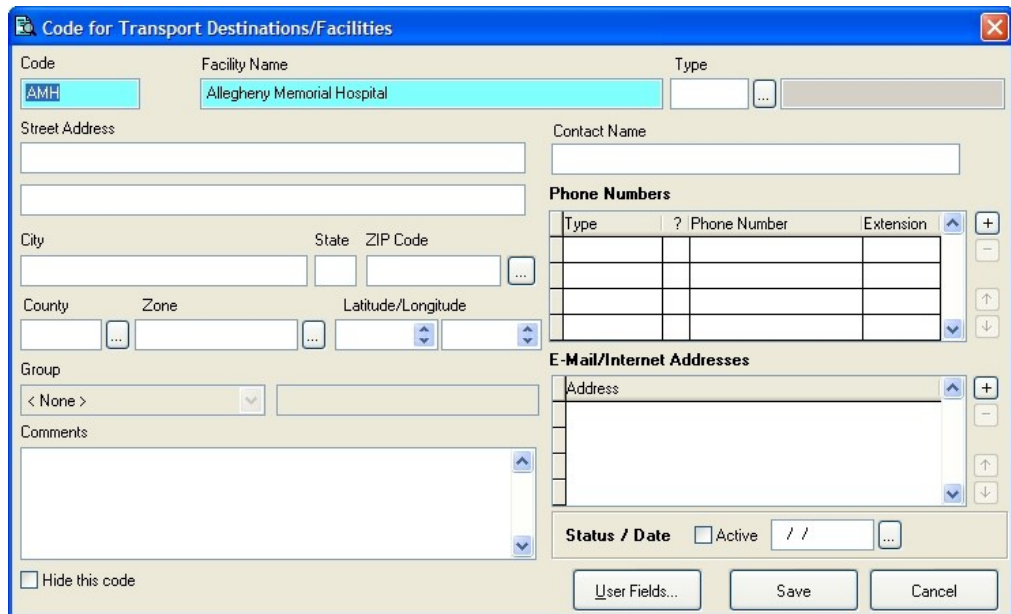 Code for Transport Destinations/Facilities
Code Facility Name Type
AMH Allegheny Memorial Hospital ...
Street Address
Contact Name
Phone Numbers
Type ? Phone Number Extension
City State ZIP Code
...
County Zone Latitude/Longitude
... ...
E-Mail/Internet Addresses
Group
Address
< None >
Comments
Status / Date Active / / ...
Hide this code
User Fields... Save Cancel